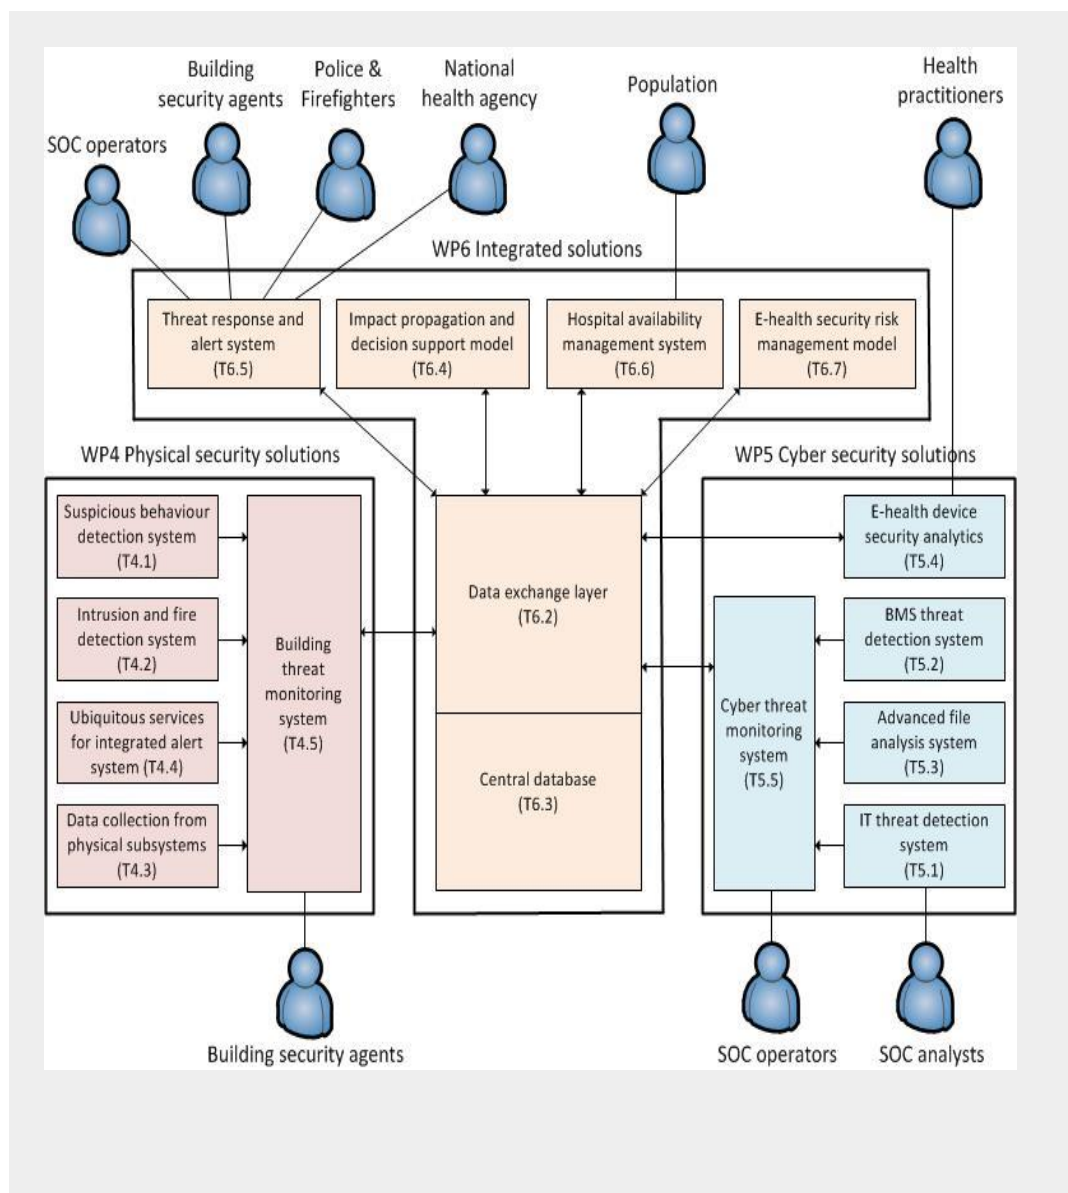 Building
security agents
Police &
Firefighters
National
health agency
Population
Health
practitioners
SOC operators
WP6 Integrated solutions
Threat response and
alert system
(T6.5)
Impact propagation and
decision support model
(T6.4)
Hospital availability
management system
(T6.6)
E-health security risk
management model
(T6.7)
WP4 Physical security solutions
Suspicious behaviour
detection system
(T4.1)
Intrusion and fire
detection system
(T4.2)
Ubiquitous services
for integrated alert
system (T4.4)
Data collection from
physical subsystems
(T4.3)
Building
threat
monitoring
system
(T4.5)
Data exchange layer
(T6.2)
Central database
(T6.3)
WP5 Cyber security solutions
E-health device
security analytics
(T5.4)
BMS threat
detection system
(T5.2)
Advanced file
analysis system
(T5.3)
IT threat detection
system
(T5.1)
Cyber threat
monitoring
system
(T5.5)
Building security agents
SOC operators
SOC analysts